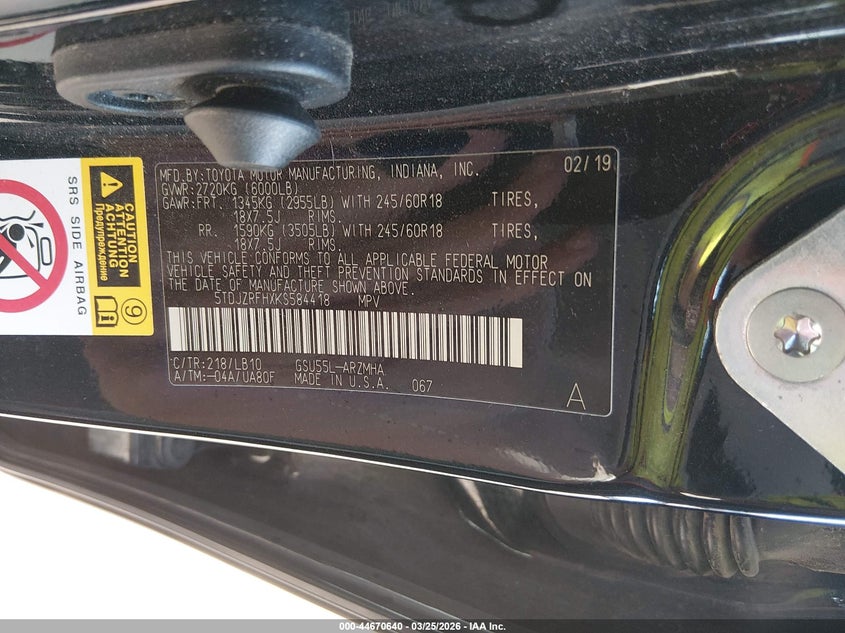 MFD.BY:TOYOTA MOTOR MANUFACTURING, INDIANA, INC. 02/19
GVWR:2720KG (6000LB)
GAWR:FRT. 1345KG (2955LB) WITH 245/60R18 TIRES,
18X7.5J RIMS.
RR. 1590KG (3505LB) WITH 245/60R18 TIRES,
18X7.5J RIMS.
THIS VEHICLE CONFORMS TO ALL APPLICABLE FEDERAL MOTOR
VEHICLE SAFETY AND THEFT PREVENTION STANDARDS IN EFFECT ON
THE DATE OF MANUFACTURE SHOWN ABOVE.
5TDJZRFHXKS584418 MPV
C/TR:218/LB10 GSU55L-ARZMHA
A/TM:-04A/UA80F MADE IN U.S.A. 067
A
SRS SIDE AIRBAG
CAUTION
ATTENTION
ACHTUNG
Предупреждение
9
000-44670640 - 03/25/2026 - IAA Inc.